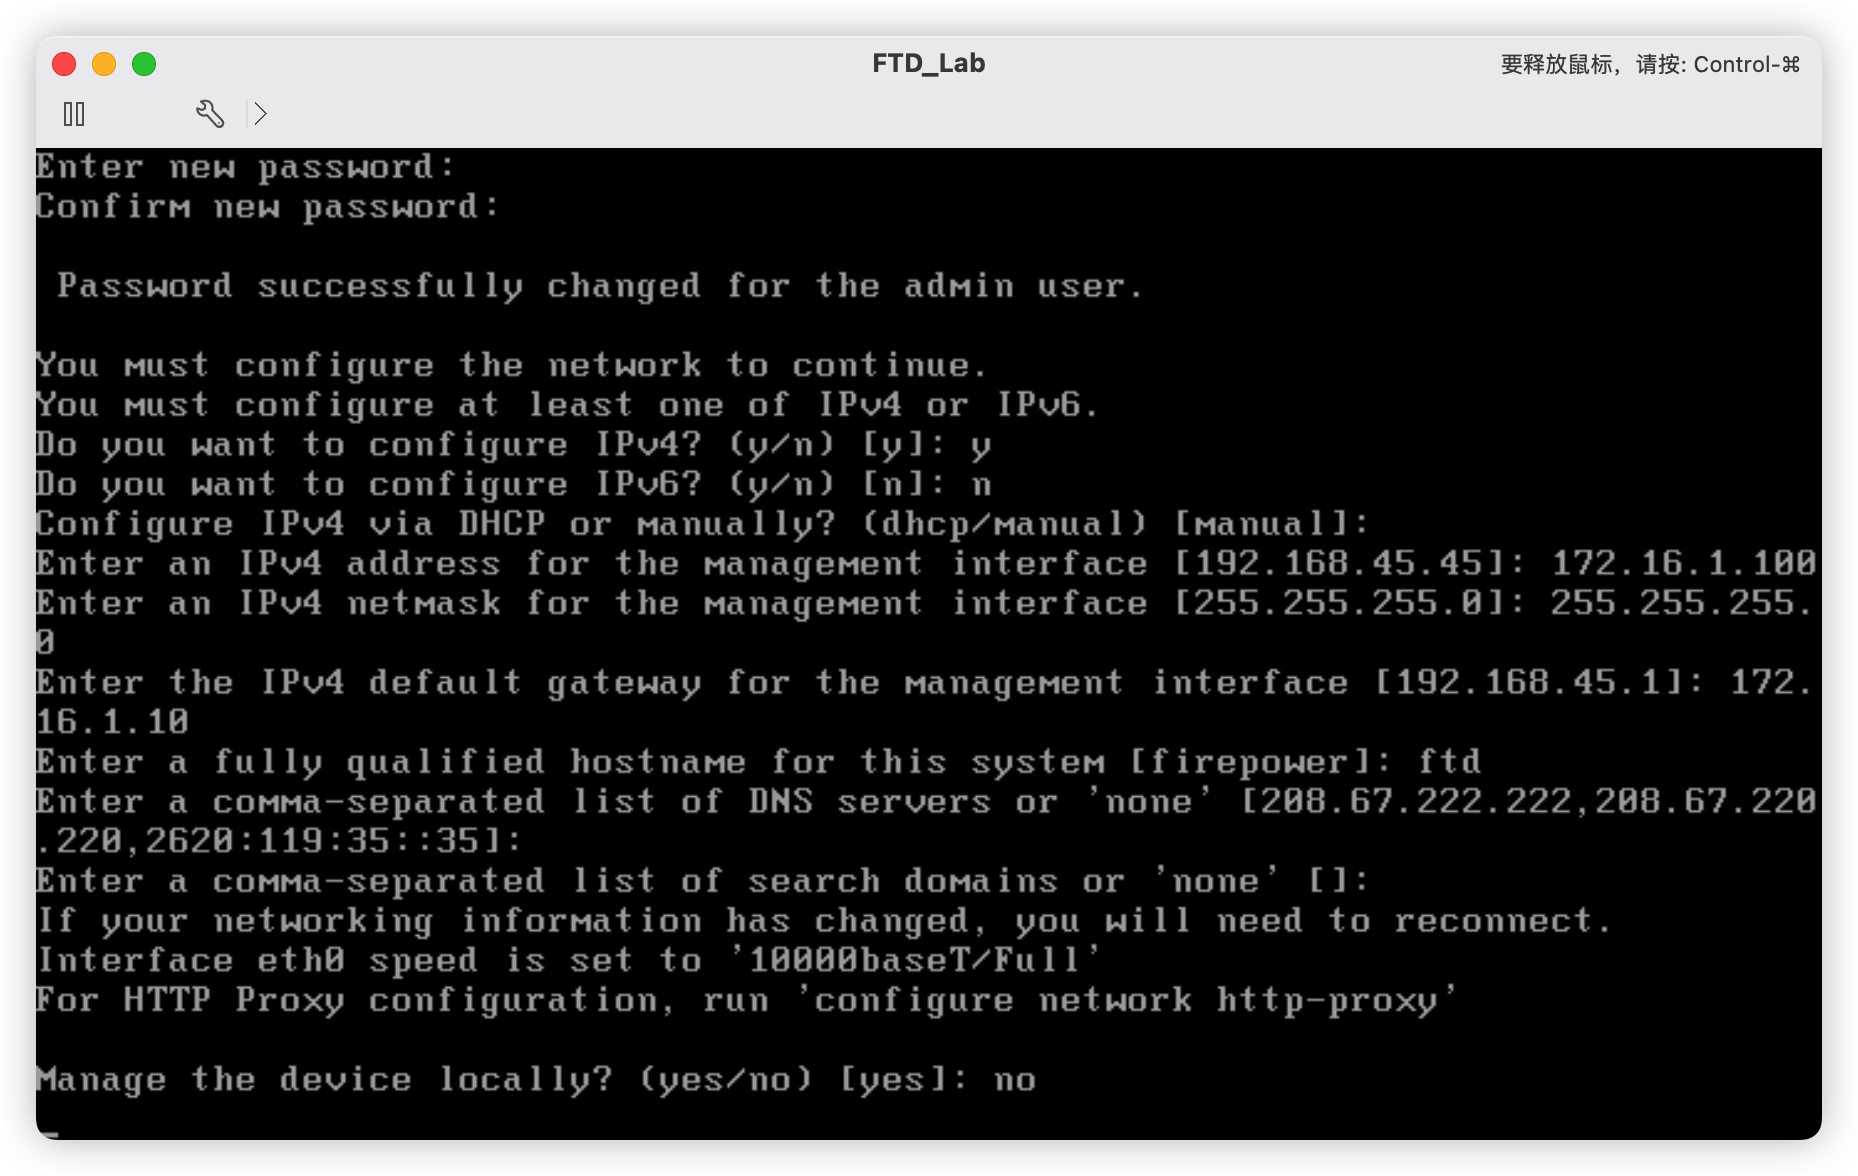 FTD_Lab
要释放鼠标，请按: Control-⌘
Enter new password:
Confirm new password:
Password successfully changed for the admin user.
You must configure the network to continue.
You must configure at least one of IPv4 or IPv6.
Do you want to configure IPv4? (y/n) [y]: y
Do you want to configure IPv6? (y/n) [n]: n
Configure IPv4 via DHCP or manually? (dhcp/manual) [manual]:
Enter an IPv4 address for the management interface [192.168.45.45]: 172.16.1.100
Enter an IPv4 netmask for the management interface [255.255.255.0]: 255.255.255.
0
Enter the IPv4 default gateway for the management interface [192.168.45.1]: 172.
16.1.10
Enter a fully qualified hostname for this system [firepower]: ftd
Enter a comma-separated list of DNS servers or 'none' [208.67.222.222,208.67.220
.220,2620:119:35::35]:
Enter a comma-separated list of search domains or 'none' []:
If your networking information has changed, you will need to reconnect.
Interface eth0 speed is set to '10000baseT/Full'
For HTTP Proxy configuration, run 'configure network http-proxy'
Manage the device locally? (yes/no) [yes]: no